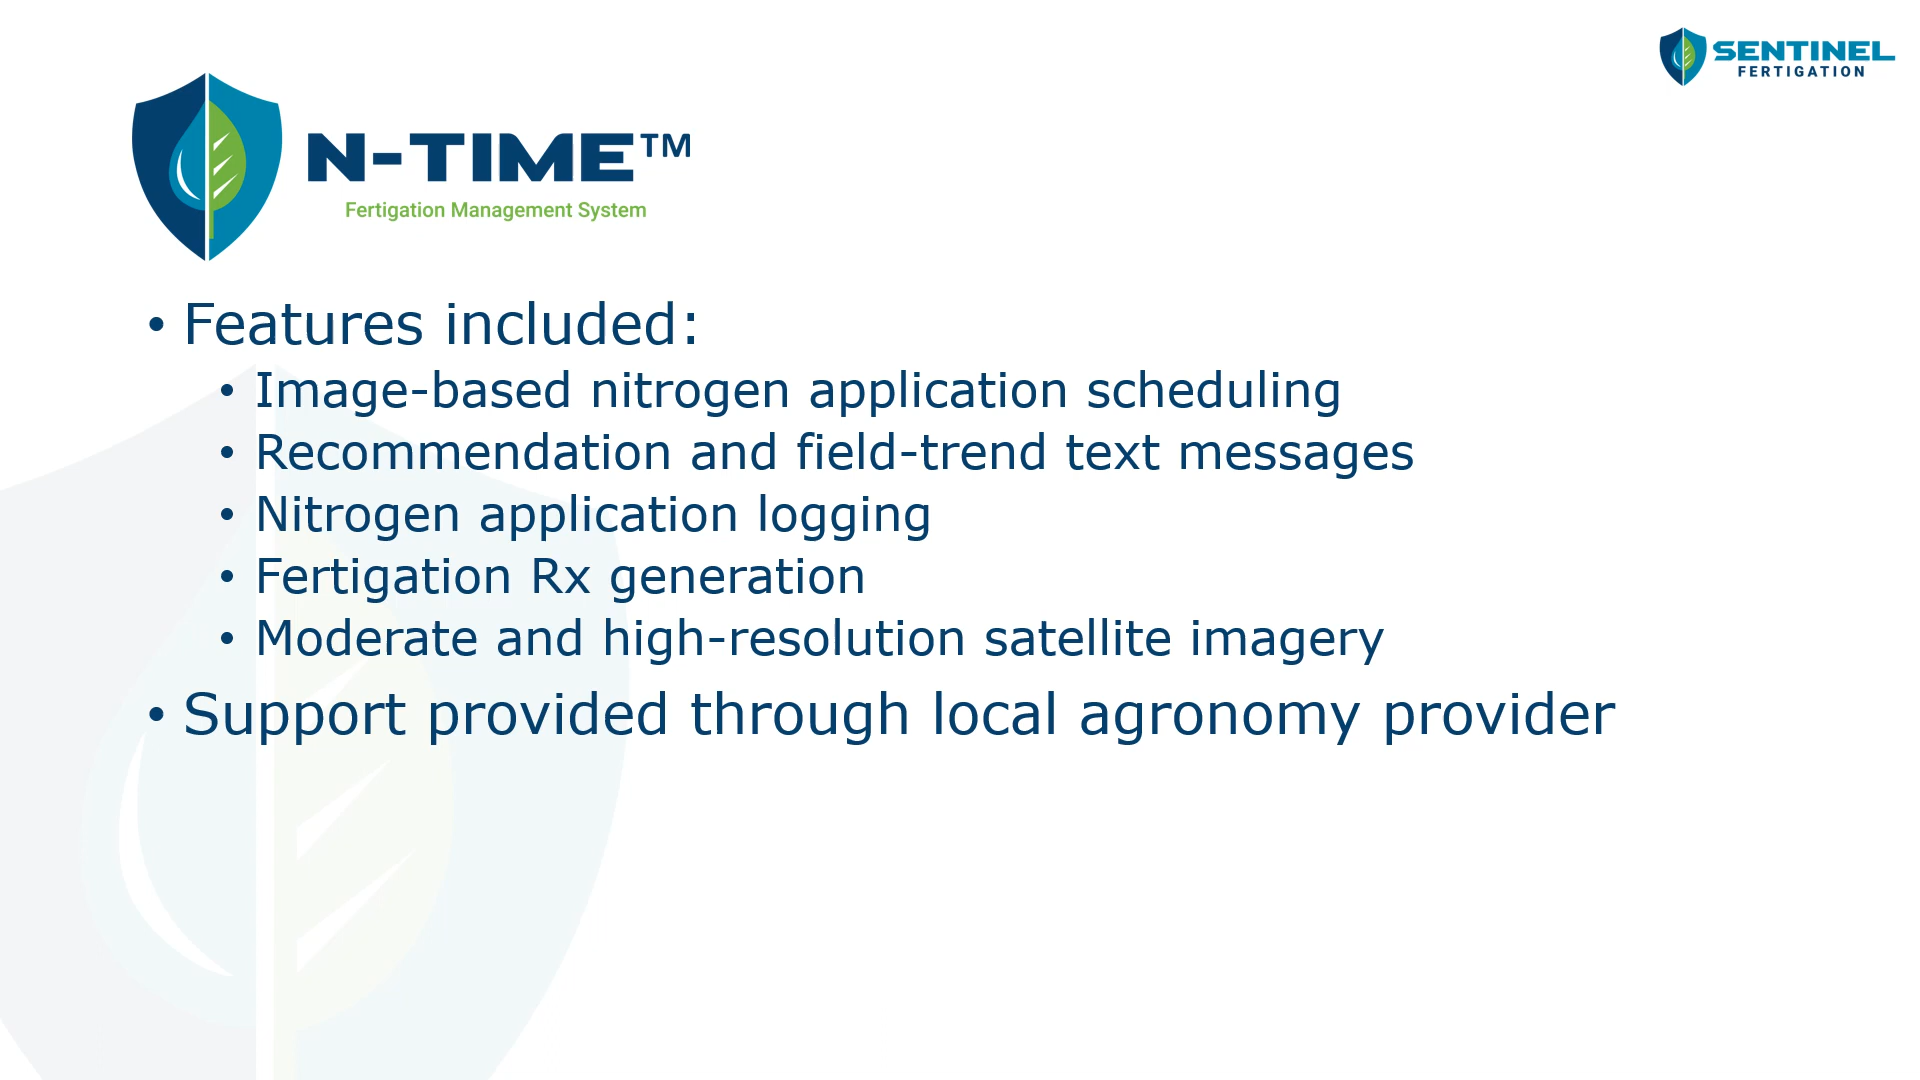 SENTINEL
FERTIGATION
N-TIME™
Fertigation Management System
• Features included:
• Image-based nitrogen application scheduling
• Recommendation and field-trend text messages
• Nitrogen application logging
• Fertigation Rx generation
• Moderate and high-resolution satellite imagery
• Support provided through local agronomy provider